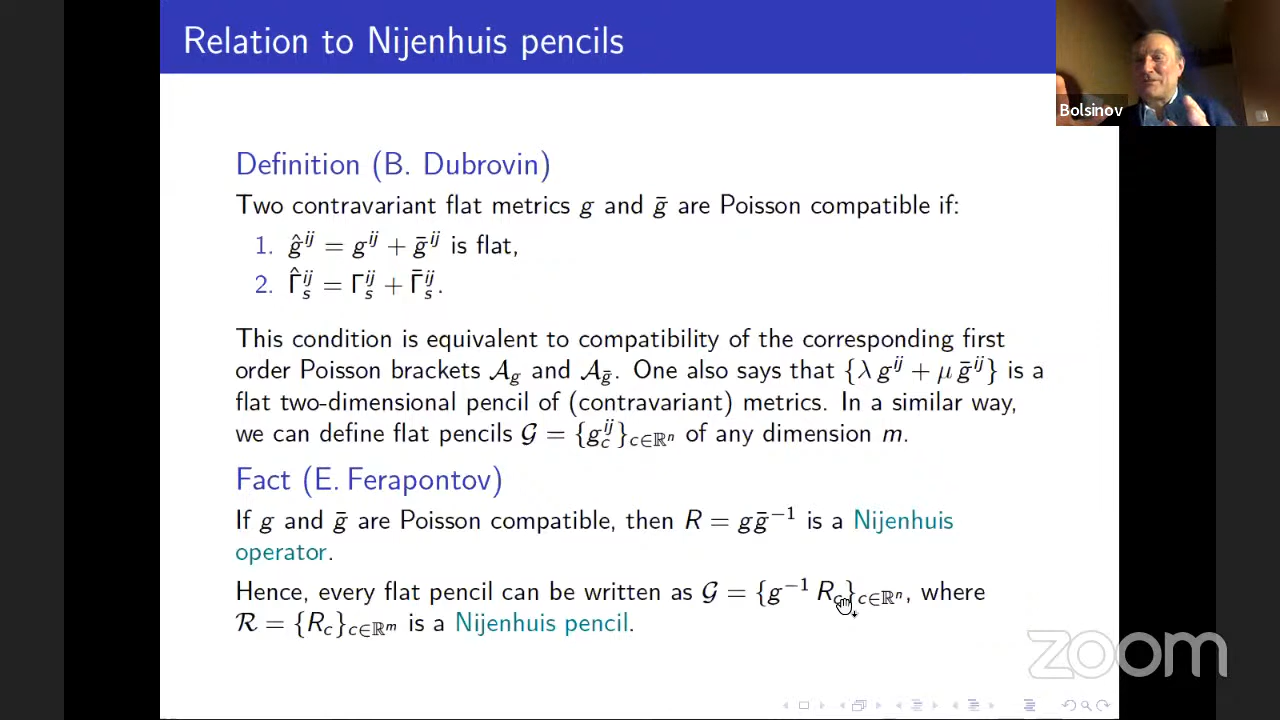 Relation to Nijenhuis pencils
Bolsinov
Definition (B. Dubrovin)
Two contravariant flat metrics g and ḡ are Poisson compatible if:
1. ĝ^{ij} = g^{ij} + ḡ^{ij} is flat,
2. Γ̂^{ij}_s = Γ^{ij}_s + Γ̄^{ij}_s.
This condition is equivalent to compatibility of the corresponding first
order Poisson brackets 𝒜_g and 𝒜_ḡ. One also says that {λ g^{ij} + μ ḡ^{ij}} is a
flat two-dimensional pencil of (contravariant) metrics. In a similar way,
we can define flat pencils 𝒢 = {g^{ij}_c}_{c∈ℝ^n} of any dimension m.
Fact (E. Ferapontov)
If g and ḡ are Poisson compatible, then R = gḡ^{−1} is a Nijenhuis
operator.
Hence, every flat pencil can be written as 𝒢 = {g^{−1} R_c}_{c∈ℝ^n}, where
ℛ = {R_c}_{c∈ℝ^m} is a Nijenhuis pencil.
zoom